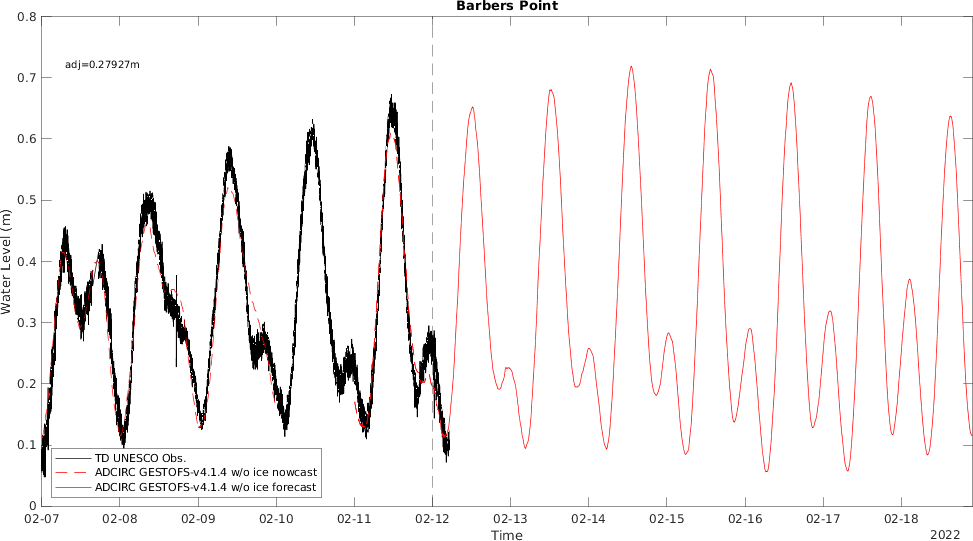 Barbers Point
adj=0.27927m
Water Level (m)
0.8
0.7
0.6
0.5
0.4
0.3
0.2
0.1
0
TD UNESCO Obs.
ADCIRC GESTOFS-v4.1.4 w/o ice nowcast
ADCIRC GESTOFS-v4.1.4 w/o ice forecast
02-07 02-08 02-09 02-10 02-11 02-12 02-13 02-14 02-15 02-16 02-17 02-18
Time
2022